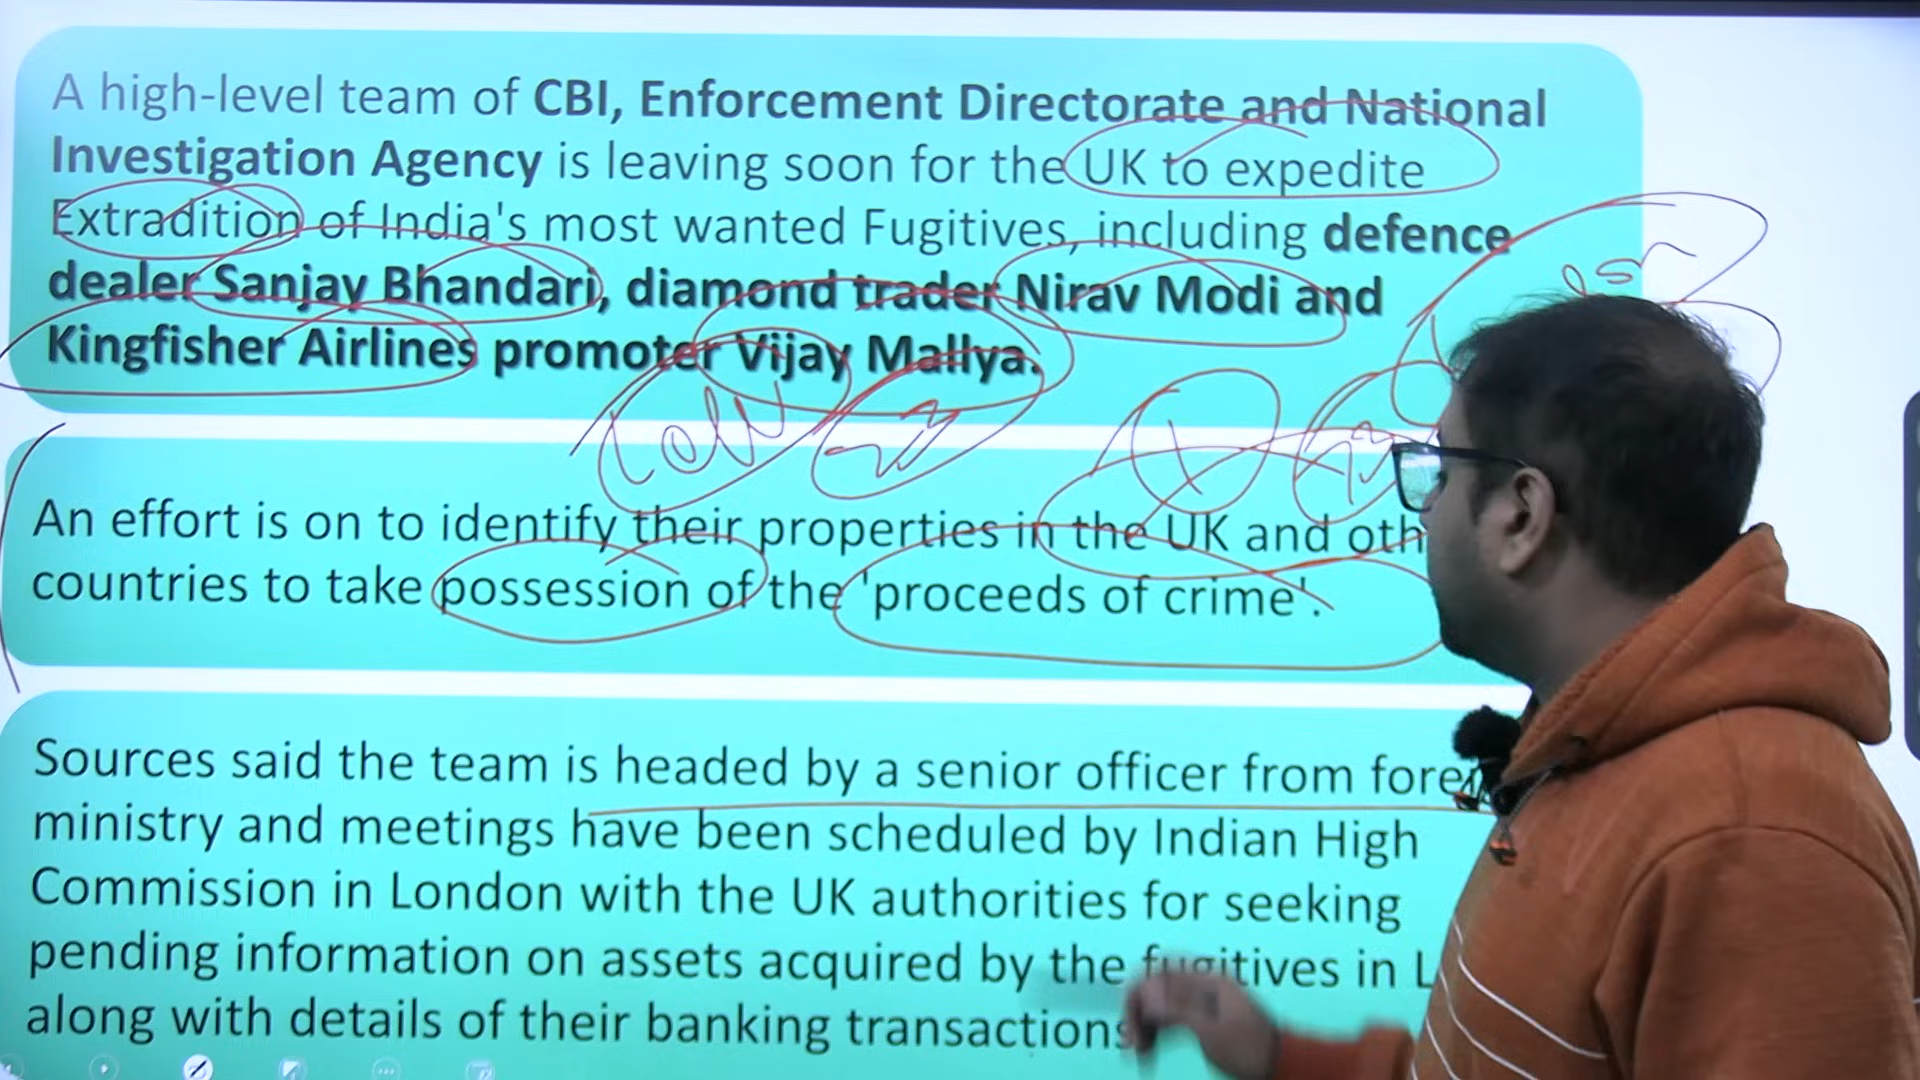 A high-level team of CBI, Enforcement Directorate and National
Investigation Agency is leaving soon for the UK to expedite
Extradition of India's most wanted Fugitives, including defence
dealer Sanjay Bhandari, diamond trader Nirav Modi and
Kingfisher Airlines promoter Vijay Mallya.
An effort is on to identify their properties in the UK and oth
countries to take possession of the 'proceeds of crime'.
Sources said the team is headed by a senior officer from forei
ministry and meetings have been scheduled by Indian High
Commission in London with the UK authorities for seeking
pending information on assets acquired by the fugitives in L
along with details of their banking transactions